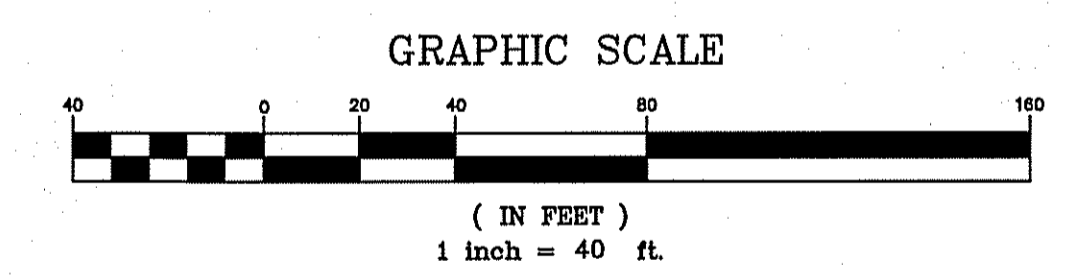 GRAPHIC SCALE
40 0 20 40 80 160
( IN FEET )
1 inch = 40 ft.